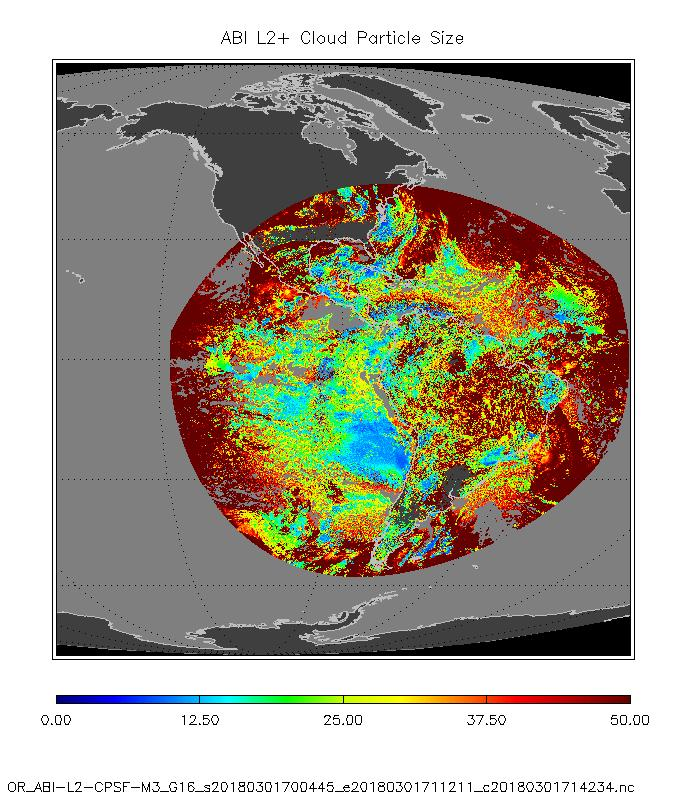 ABI L2+ Cloud Particle Size
0.00 12.50 25.00 37.50 50.00
OR_ABI-L2-CPSF-M3_G16_s20180301700445_e20180301711211_c20180301714234.nc